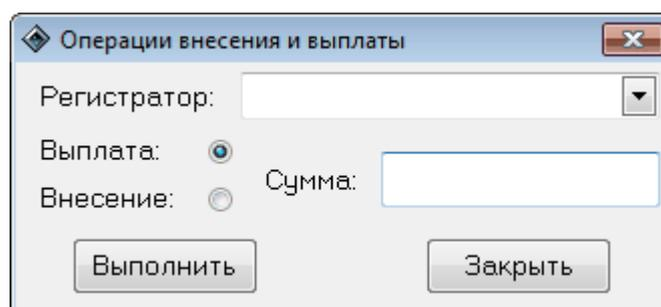 Операции внесения и выплаты
Регистратор:
Выплата:
Сумма:
Внесение:
Выполнить Закрыть